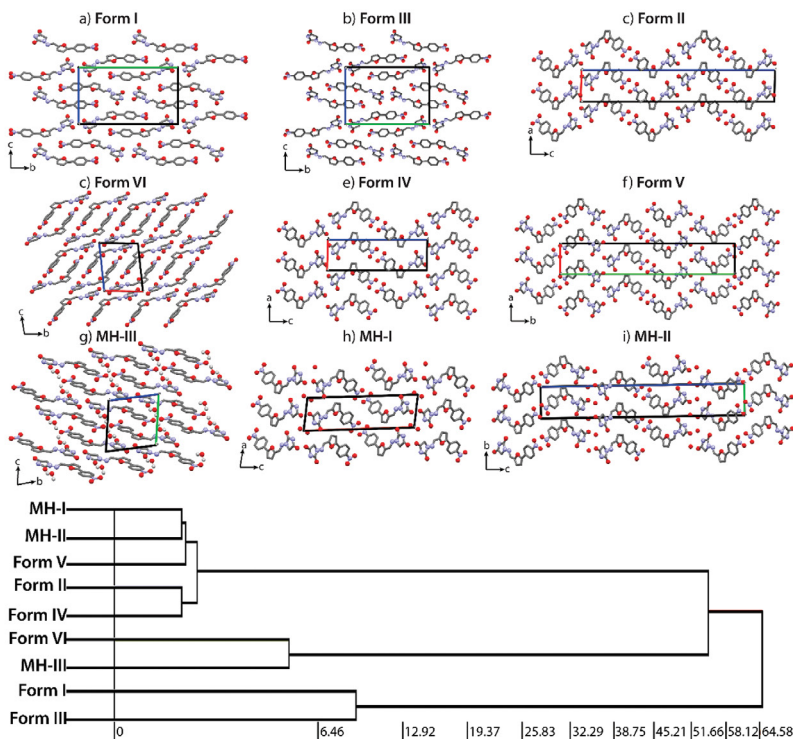 a) Form I
b) Form III
c) Form II
c
b
c
b
a
c
c) Form VI
e) Form IV
f) Form V
c
b
a
c
a
b
g) MH-III
h) MH-I
i) MH-II
c
b
a
c
b
c
MH-I
MH-II
Form V
Form II
Form IV
Form VI
MH-III
Form I
Form III
0 6.46 12.92 19.37 25.83 32.29 38.75 45.21 51.66 58.12 64.58